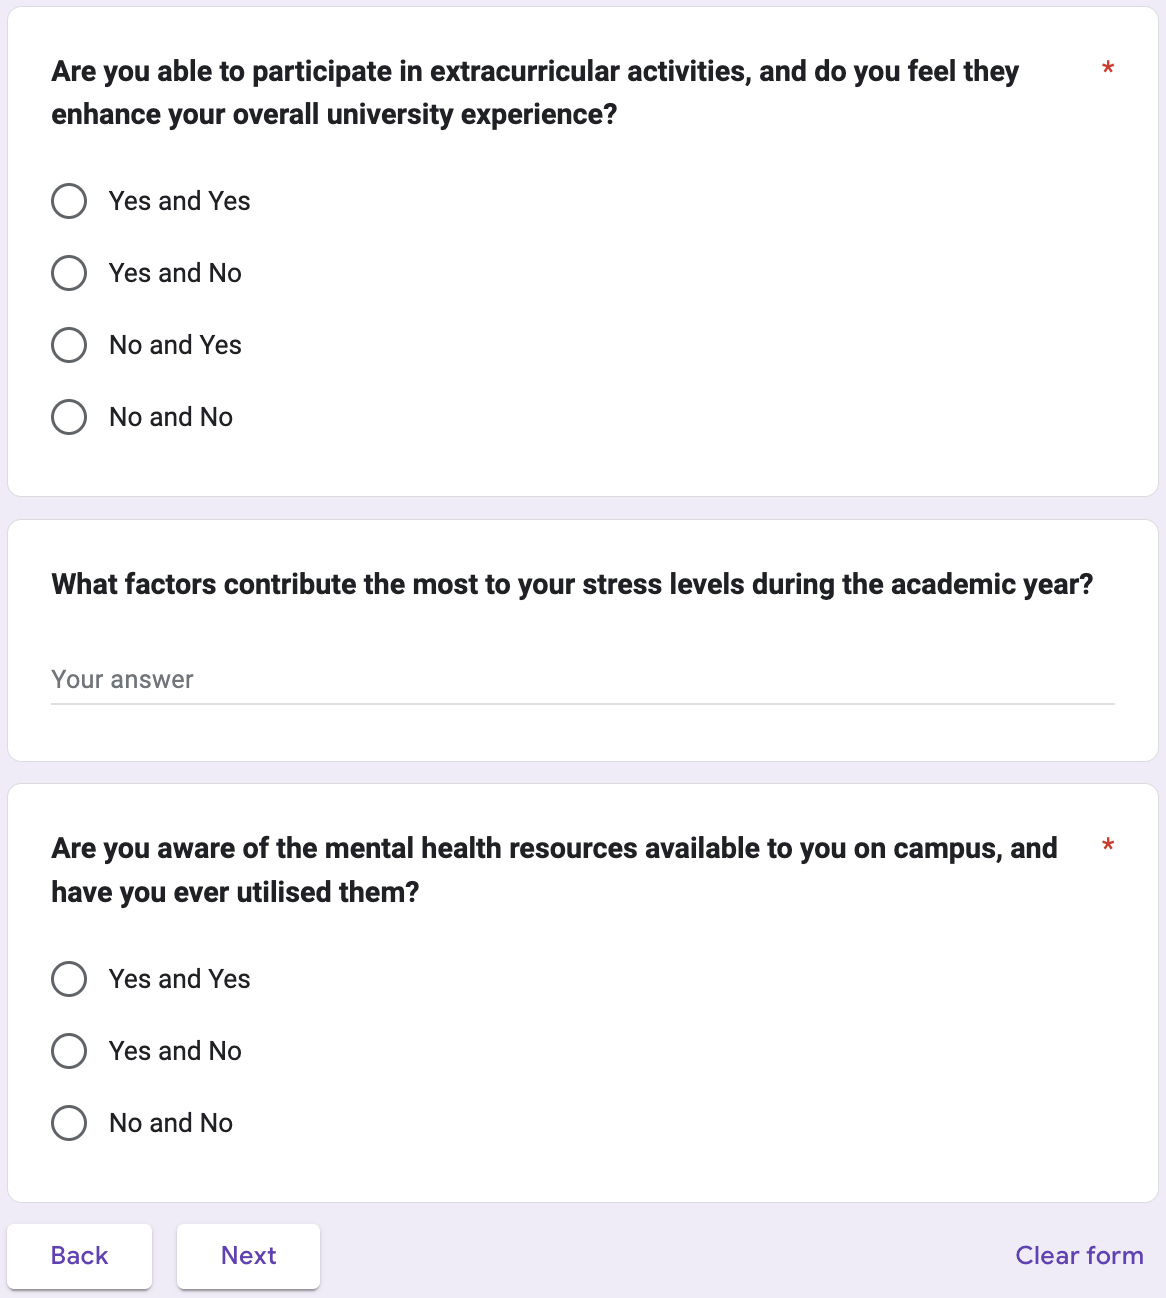 Are you able to participate in extracurricular activities, and do you feel they *
enhance your overall university experience?
Yes and Yes
Yes and No
No and Yes
No and No
What factors contribute the most to your stress levels during the academic year?
Your answer
Are you aware of the mental health resources available to you on campus, and *
have you ever utilised them?
Yes and Yes
Yes and No
No and No
Back Next Clear form